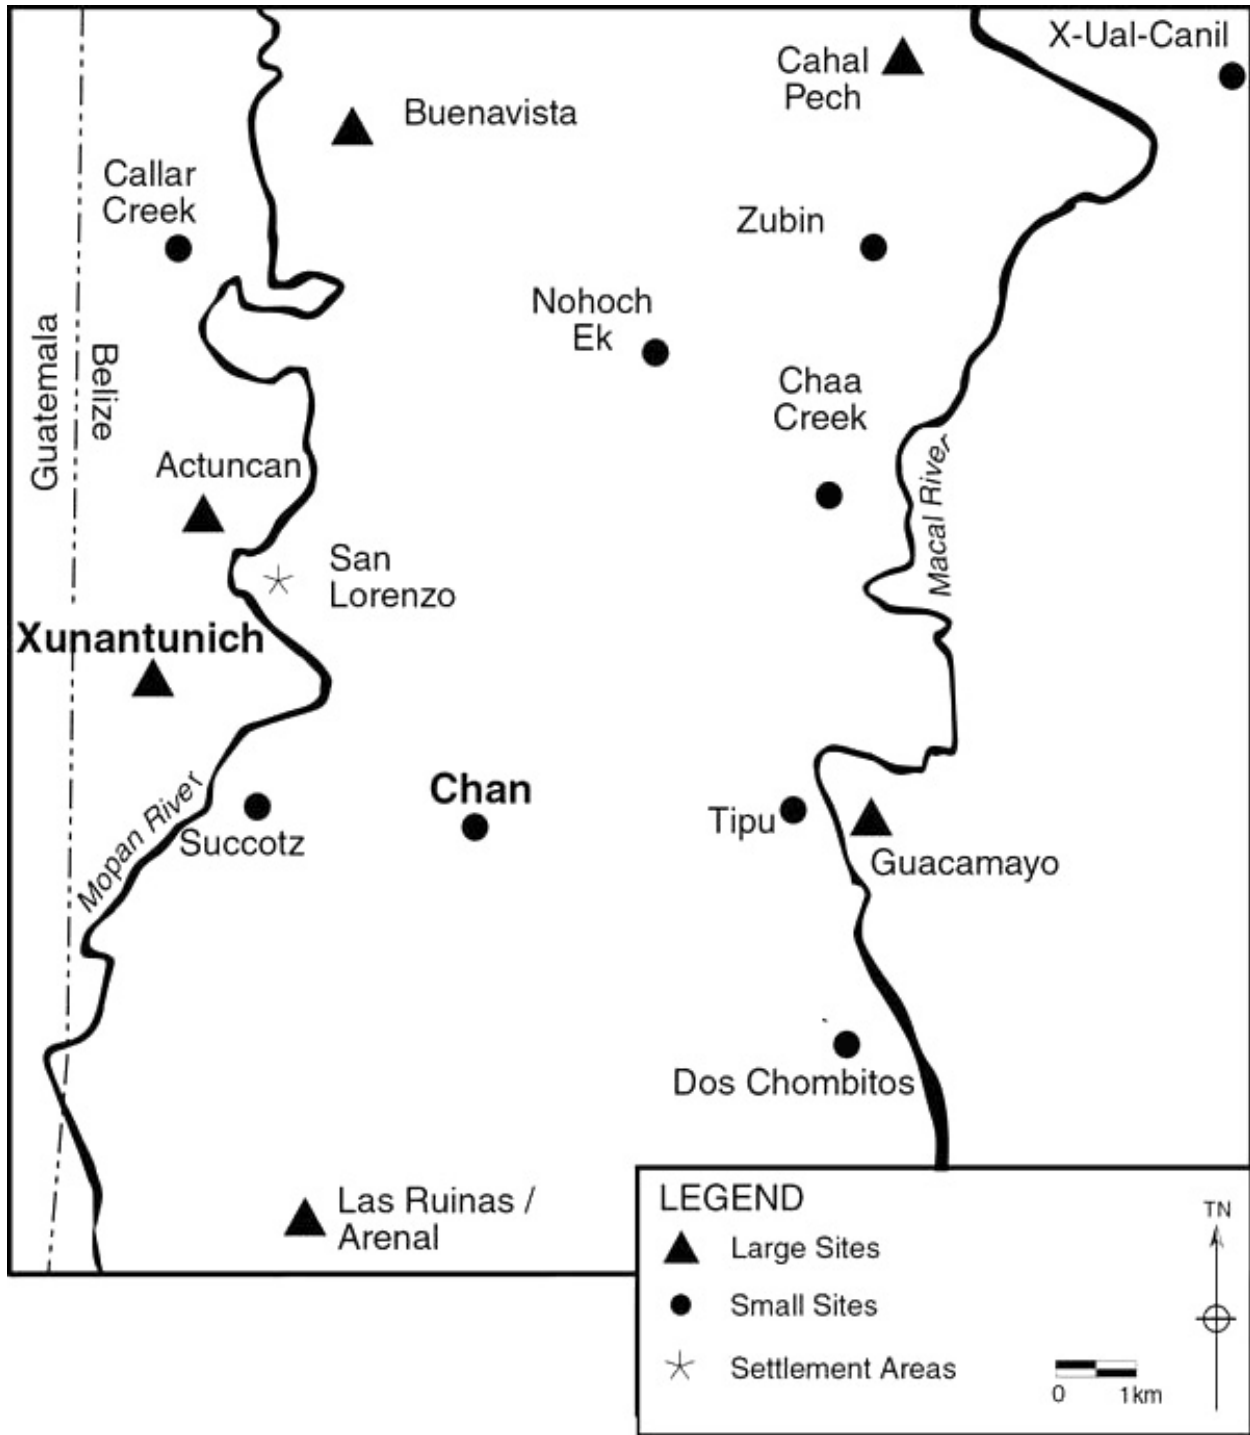 X-Ual-Canil
Cahal
Pech
Buenavista
Callar
Creek
Zubin
Nohoch
Ek
Guatemala
Belize
Chaa
Creek
Macal River
Actuncan
San
Lorenzo
Xunantunich
Chan
Mopan River
Succotz
Tipu
Guacamayo
Dos Chombitos
Las Ruinas /
Arenal
LEGEND
TN
Large Sites
Small Sites
Settlement Areas
0 1km